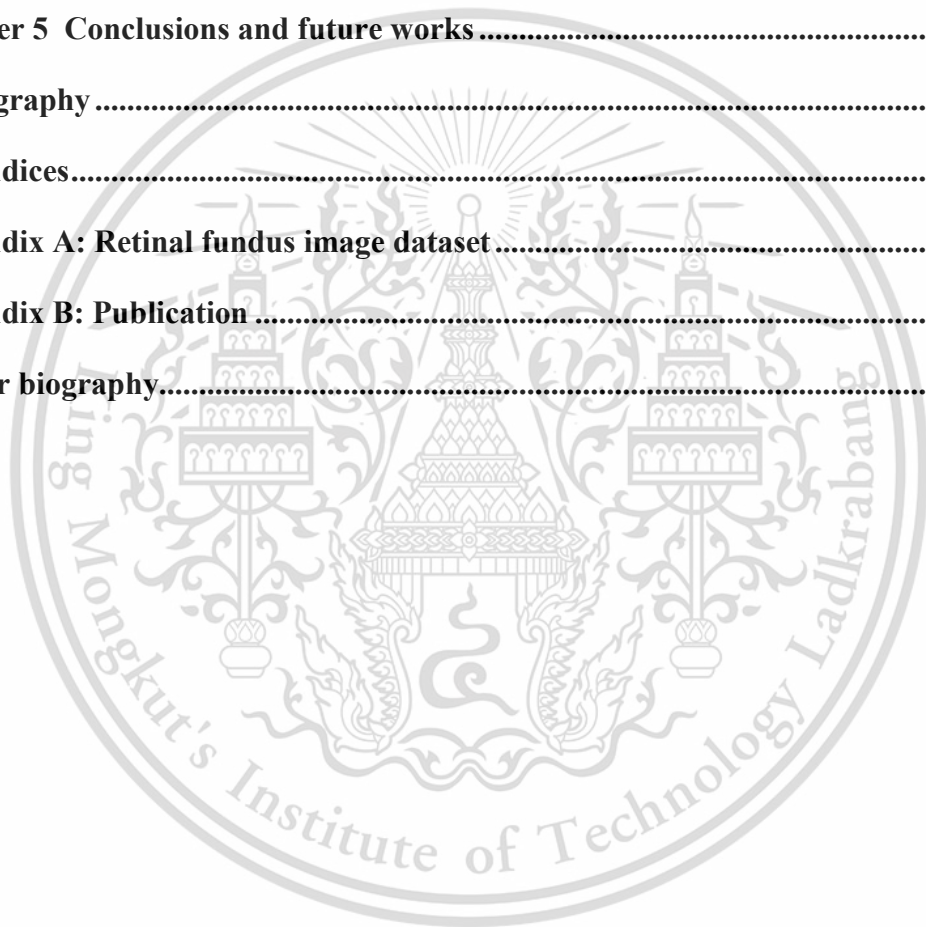 er 5 Conclusions and future works ........................................................................
graphy ........................................................................
dices ........................................................................
dix A: Retinal fundus image dataset ........................................................................
dix B: Publication ........................................................................
r biography ........................................................................
King Mongkut's Institute of Technology Ladkrabang